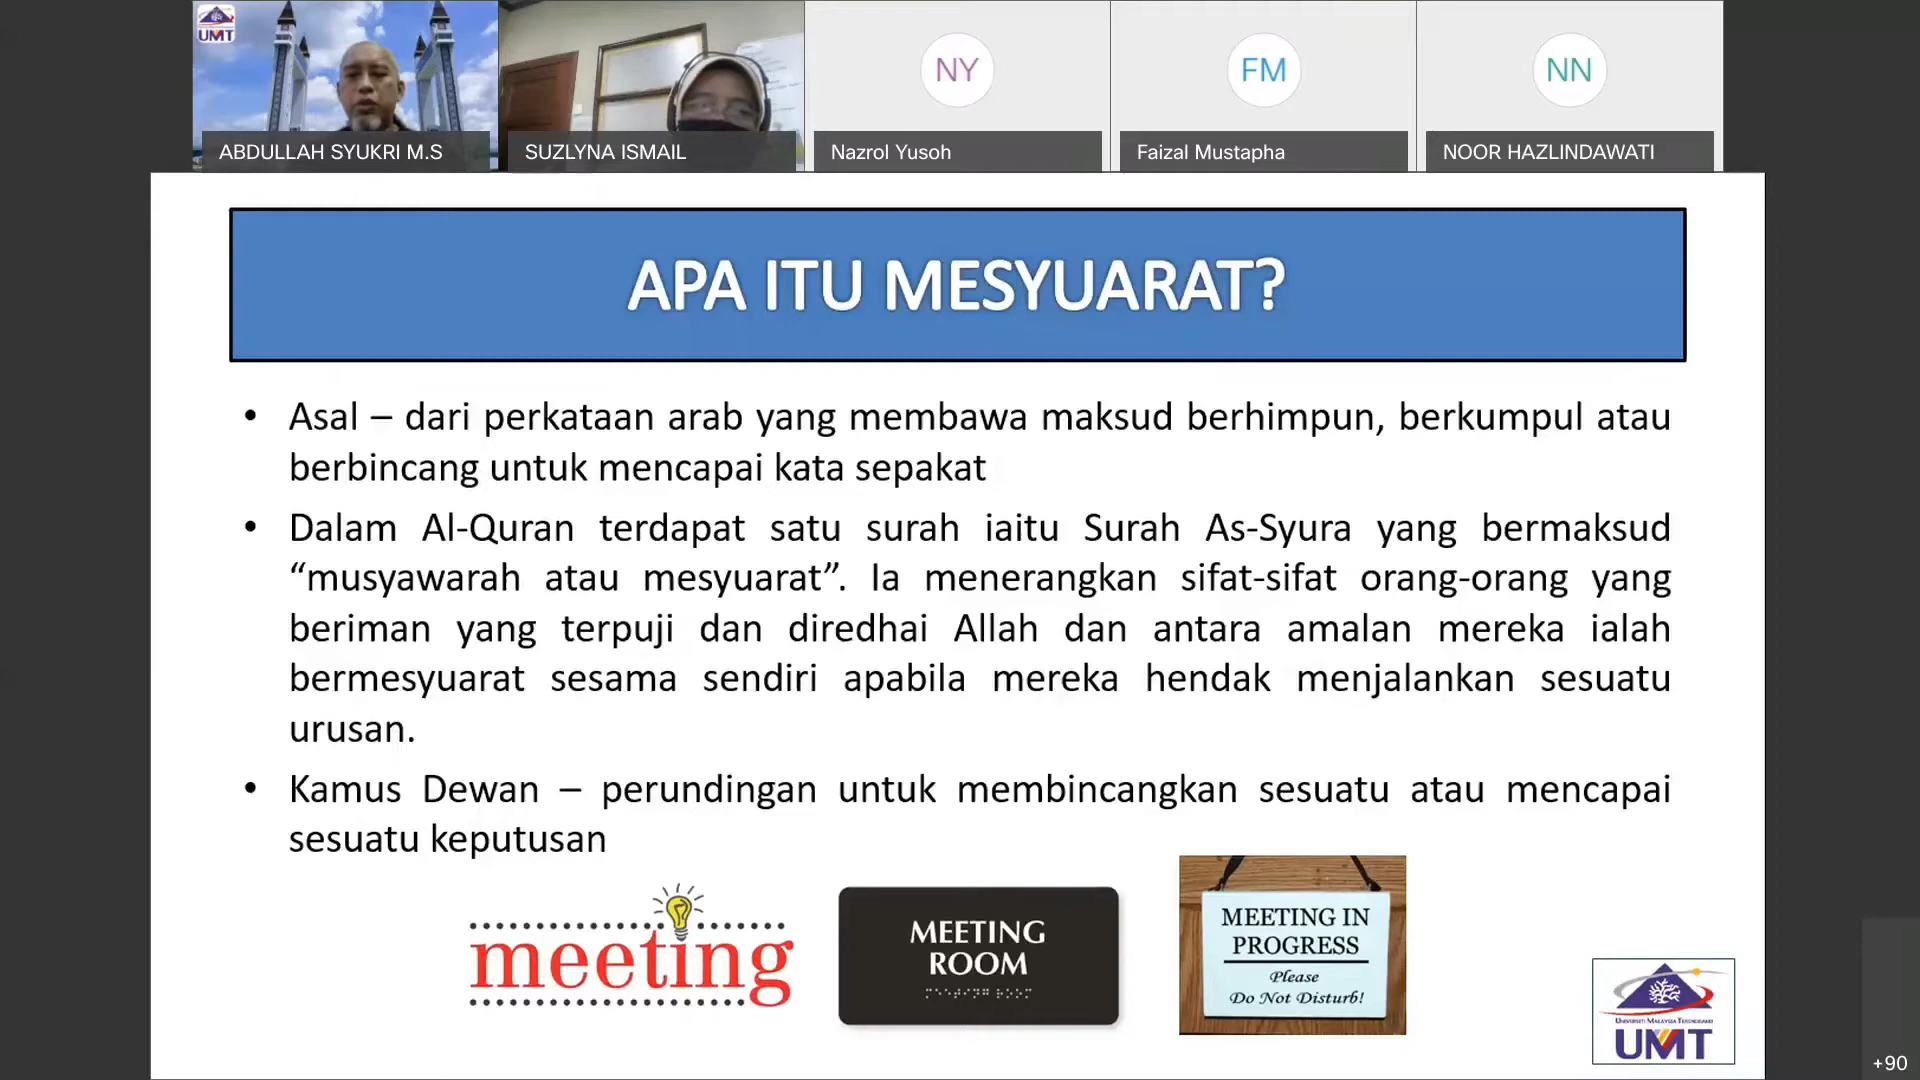 UMT
ABDULLAH SYUKRI M.S
SUZLYNA ISMAIL
NY
Nazrol Yusoh
FM
Faizal Mustapha
NN
NOOR HAZLINDAWATI
APA ITU MESYUARAT?
• Asal – dari perkataan arab yang membawa maksud berhimpun, berkumpul atau
berbincang untuk mencapai kata sepakat
• Dalam Al-Quran terdapat satu surah iaitu Surah As-Syura yang bermaksud
“musyawarah atau mesyuarat”. Ia menerangkan sifat-sifat orang-orang yang
beriman yang terpuji dan diredhai Allah dan antara amalan mereka ialah
bermesyuarat sesama sendiri apabila mereka hendak menjalankan sesuatu
urusan.
• Kamus Dewan – perundingan untuk membincangkan sesuatu atau mencapai
sesuatu keputusan
meeting
MEETING
ROOM
MEETING IN
PROGRESS
Please
Do Not Disturb!
UNIVERSITI MALAYSIA TERENGGANU
UMT
+90